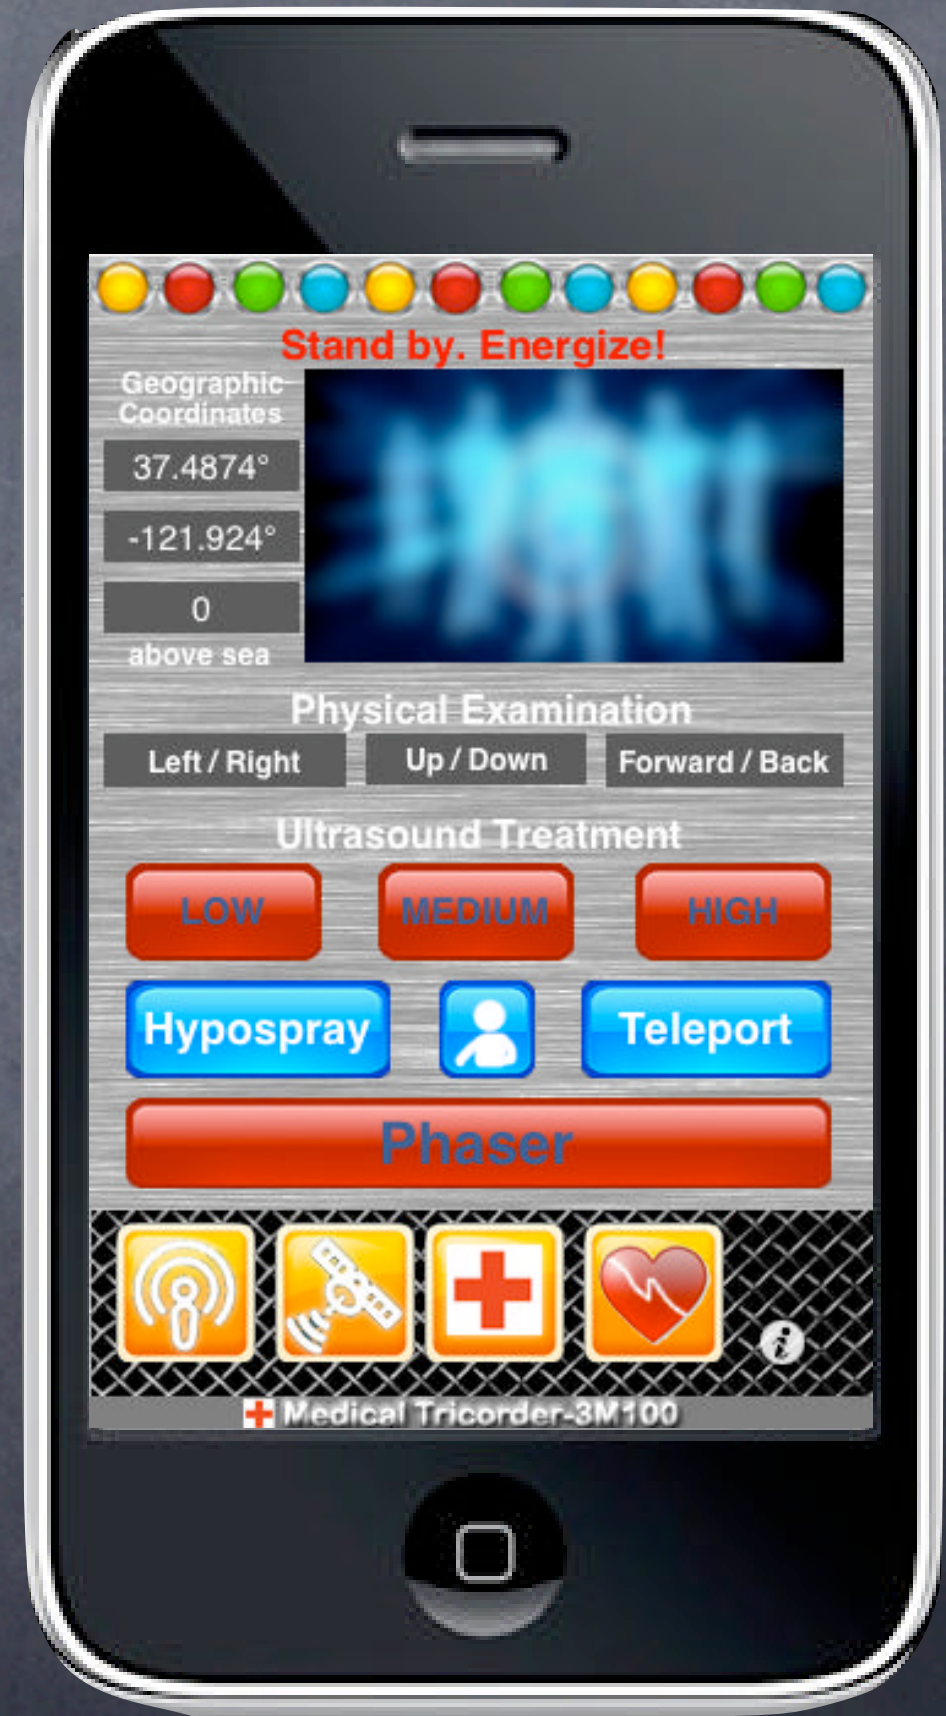 Stand by. Energize!
Geographic
Coordinates
37.4874°
-121.924°
0
above sea
Physical Examination
Left / Right
Up / Down
Forward / Back
Ultrasound Treatment
LOW
MEDIUM
HIGH
Hypospray
Teleport
Phaser
i
Medical Tricorder-3M100